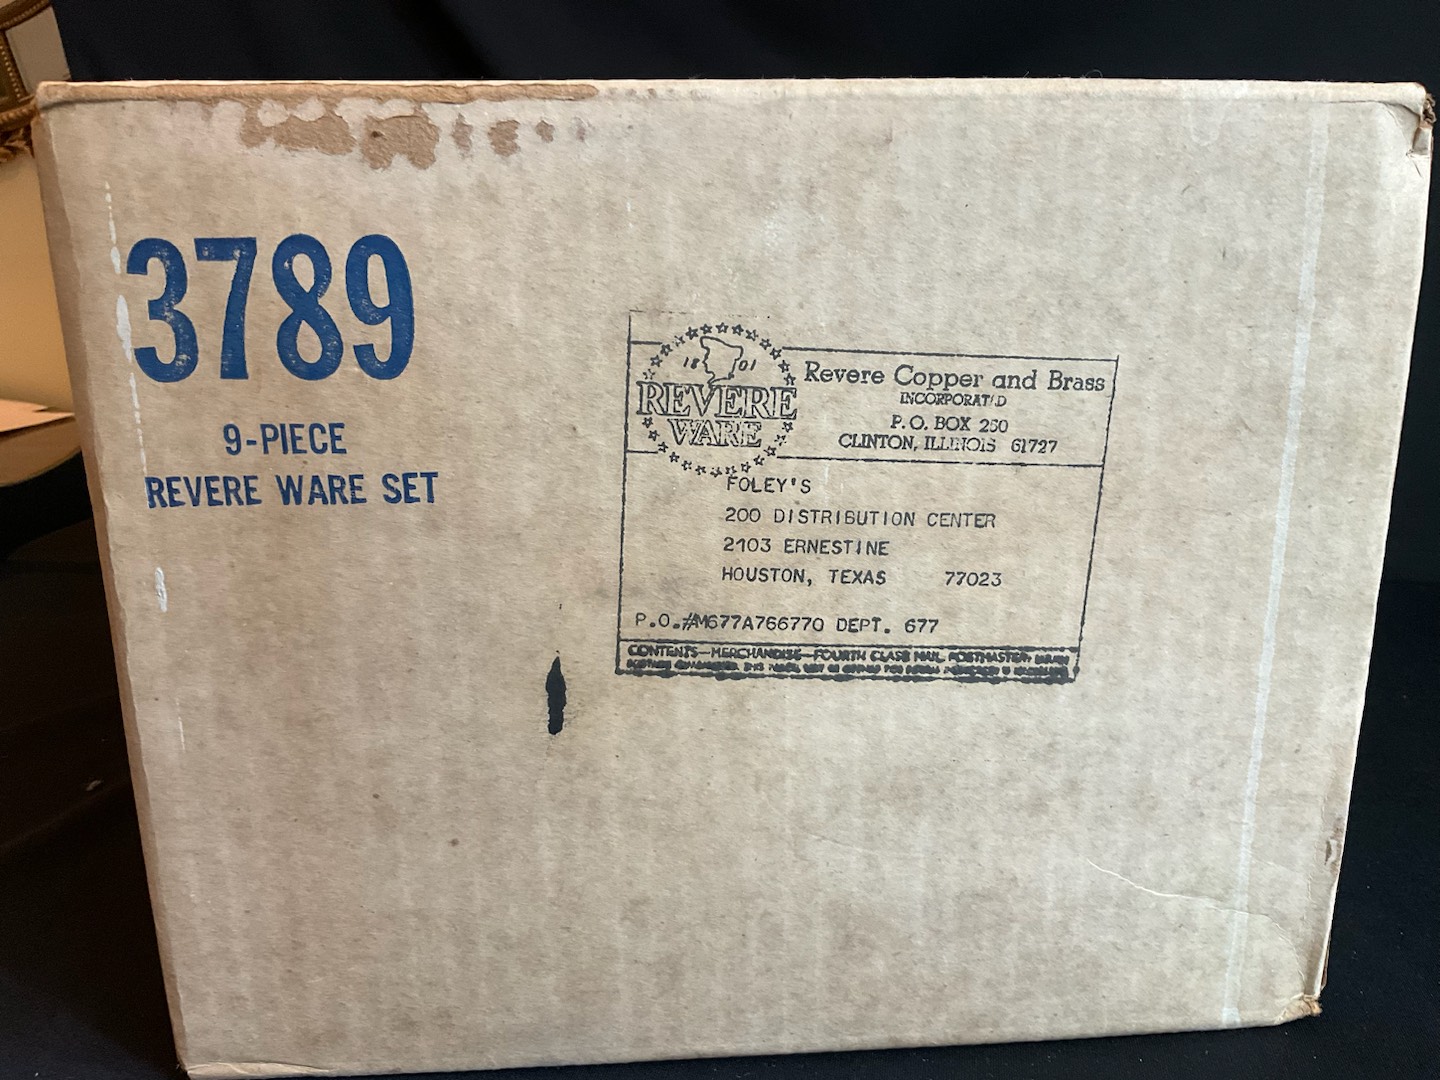 3789
9-PIECE
REVERE WARE SET
18 01
REVERE
WARE
Revere Copper and Brass
INCORPORATED
P. O. BOX 250
CLINTON, ILLINOIS 61727
FOLEY'S
200 DISTRIBUTION CENTER
2103 ERNESTINE
HOUSTON, TEXAS 77023
P.O.#M677A766770 DEPT. 677
CONTENTS—MERCHANDISE—FOURTH CLASS MAIL POSTMASTER: